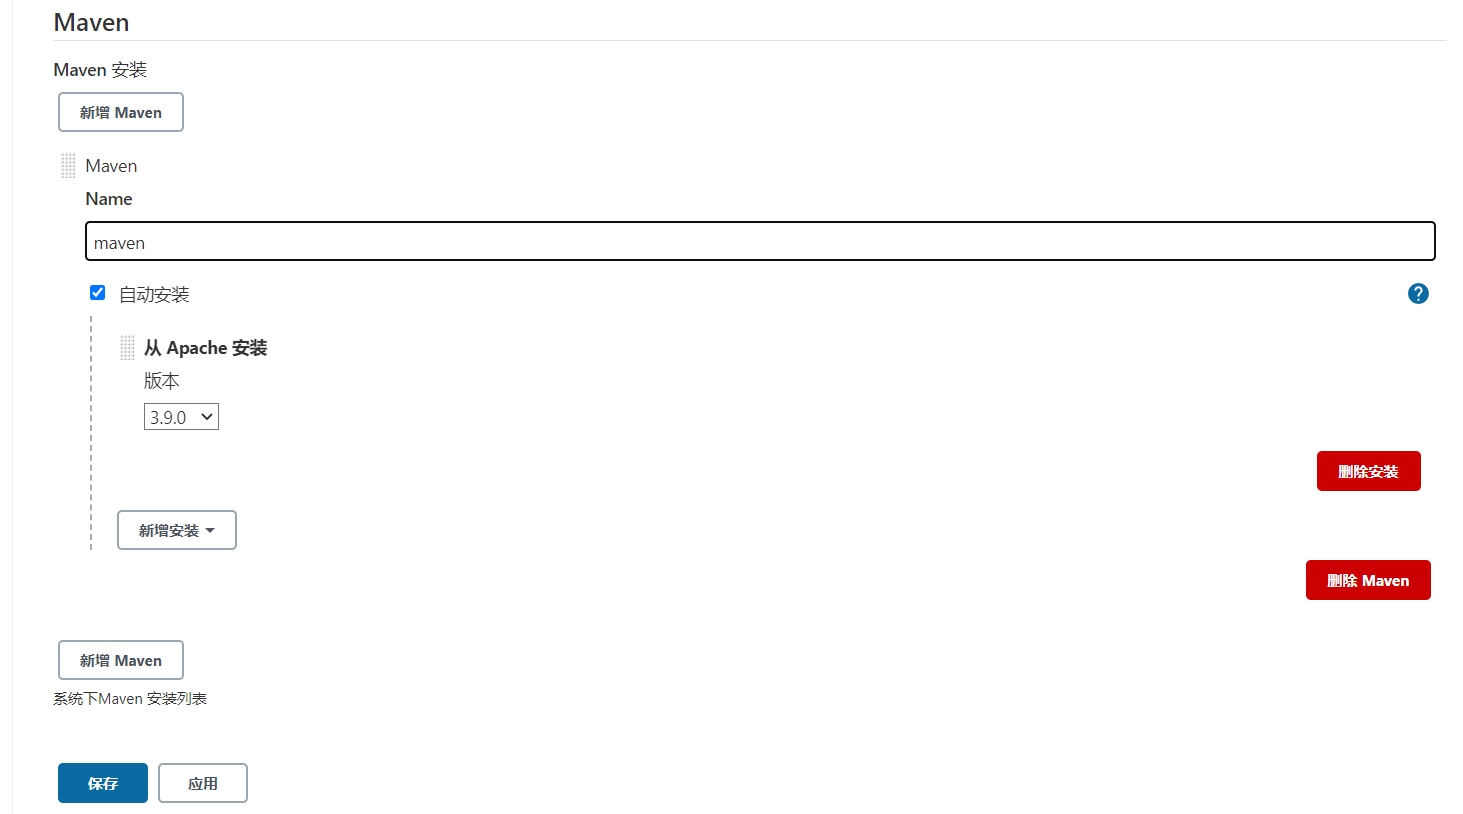 Maven
Maven 安装
新增 Maven
Maven
Name
maven
自动安装
?
从 Apache 安装
版本
3.9.0
删除安装
新增安装
删除 Maven
新增 Maven
系统下Maven 安装列表
保存 应用